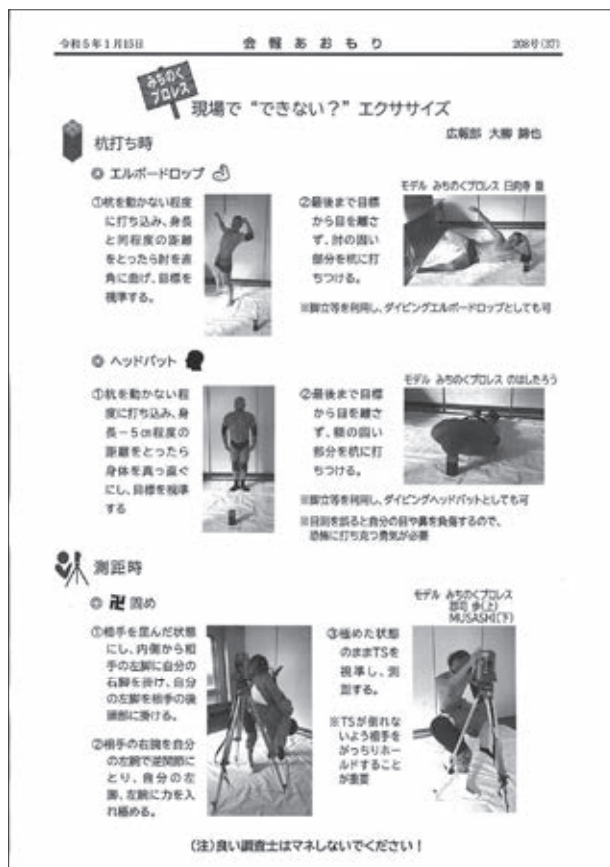 令和5年1月15日
会報あおもり
208号(37)
みちのく
プロレス
現場で“できない？”エクササイズ
広報部 大柳
也
杭打ち時
◎ エルボードロップ
①杭を動かない程度
に打ち込み、身長
と同程度の距離
をとったら肘を直
角に曲げ、目標を
視準する。
モデル みちのくプロレス 日向寺 塁
②最後まで目標
から目を離さ
ず、肘の固い
部分を杭に打
ちつける。
※脚立等を利用し、ダイビングエルボードロップとしても可
◎ ヘッドバット
①杭を動かない程
度に打ち込み、身
長－5㎝程度の
距離をとったら
身体を真っ直ぐ
にし、目標を視準
する
モデル みちのくプロレス のはしたろう
②最後まで目標
から目を離さ
ず、額の固い
部分を杭に打
ちつける。
※脚立等を利用し、ダイビングヘッドバットとしても可
※目測を誤ると自分の目や鼻を負傷するので、
恐怖に打ち克つ勇気が必要
測距時
◎ 卍 固め
①相手を屈んだ状態
にし、内側から相
手の左脚に自分の
右脚を掛け、自分
の左脚を相手の後
頭部に掛ける。
②相手の右腕を自分
の左腕で逆関節に
とり、自分の左
脚、左腕に力を入
れ極める。
モデル みちのくプロレス
郡司 歩(上)
MUSASHI(下)
③極めた状態
のままTSを
視準し、測
距する。
※TSが倒れな
いよう相手を
がっちりホー
ルドすること
が重要
(注)良い調査士はマネしないでください！